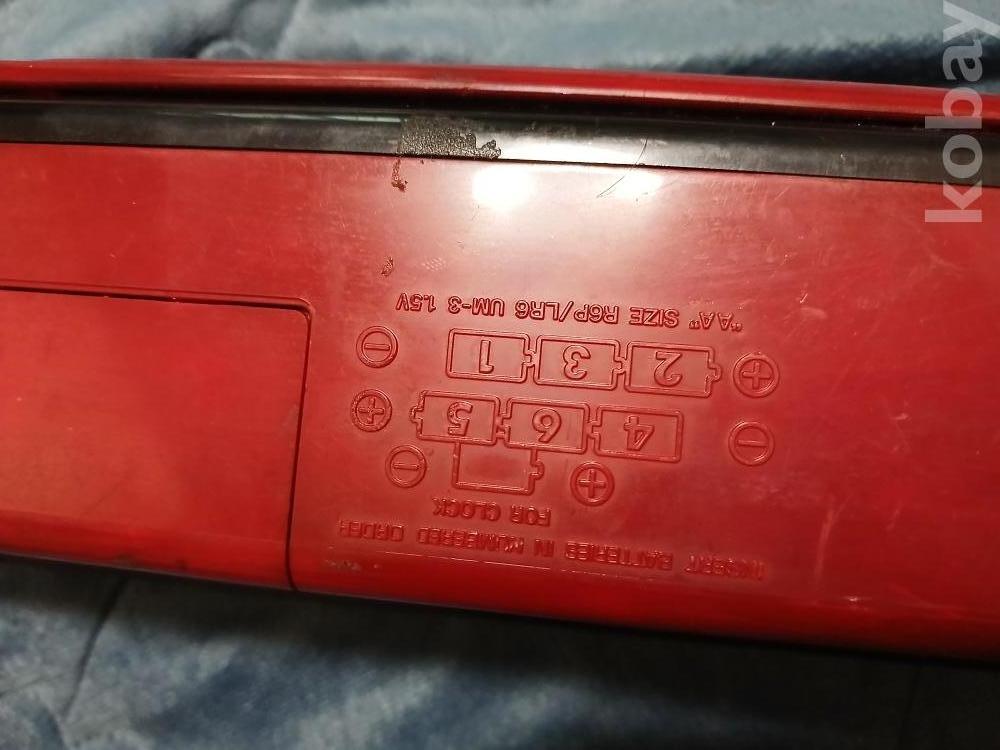 INSERT BATTERIES IN NUMBERED ORDER
FOR CLOCK
+ −
− 4 6 5 +
+ 2 3 1 −
"AA" SIZE R6P/LR6 UM-3 1.5V
kobay